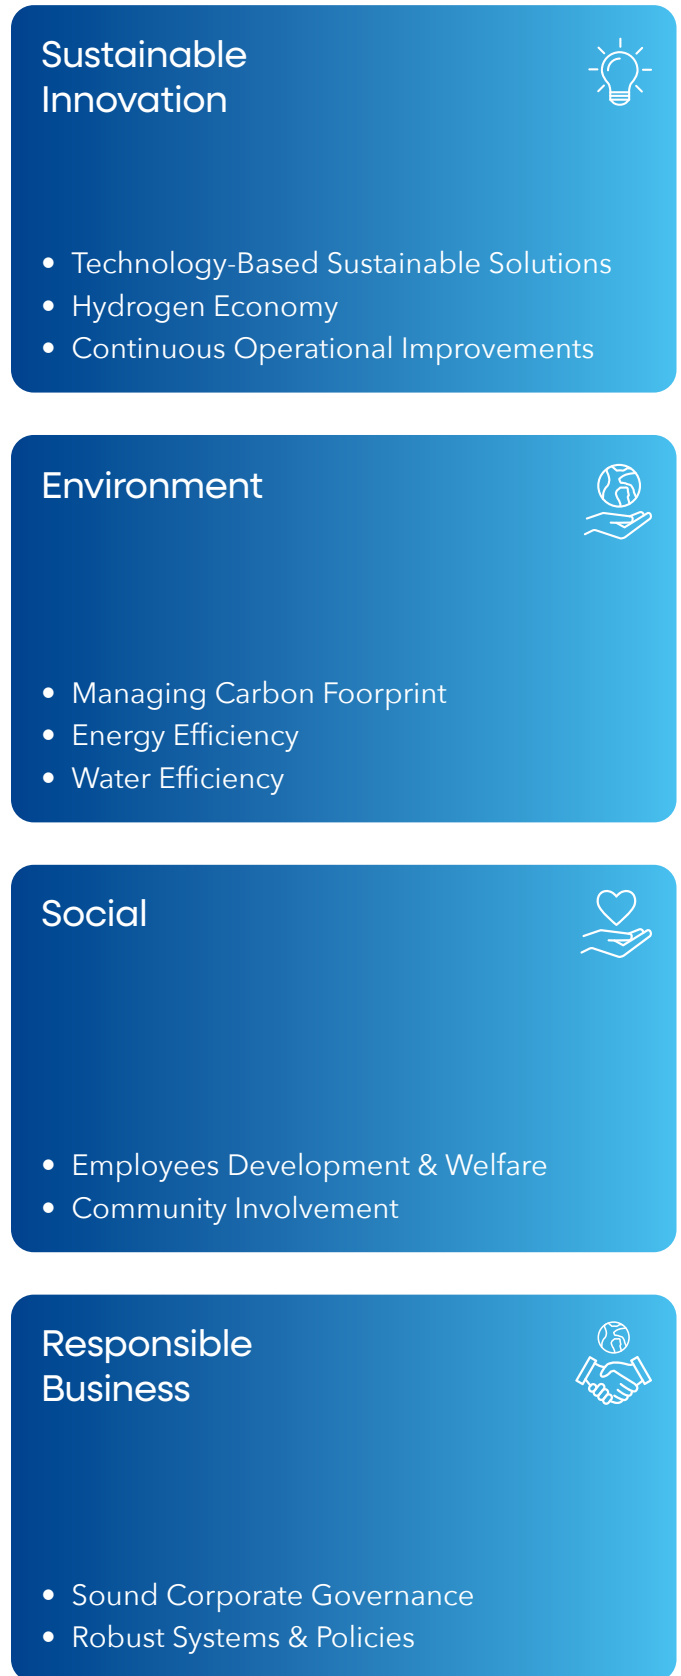 Sustainable
Innovation
• Technology-Based Sustainable Solutions
• Hydrogen Economy
• Continuous Operational Improvements
Environment
• Managing Carbon Foorprint
• Energy Efficiency
• Water Efficiency
Social
• Employees Development & Welfare
• Community Involvement
Responsible
Business
• Sound Corporate Governance
• Robust Systems & Policies